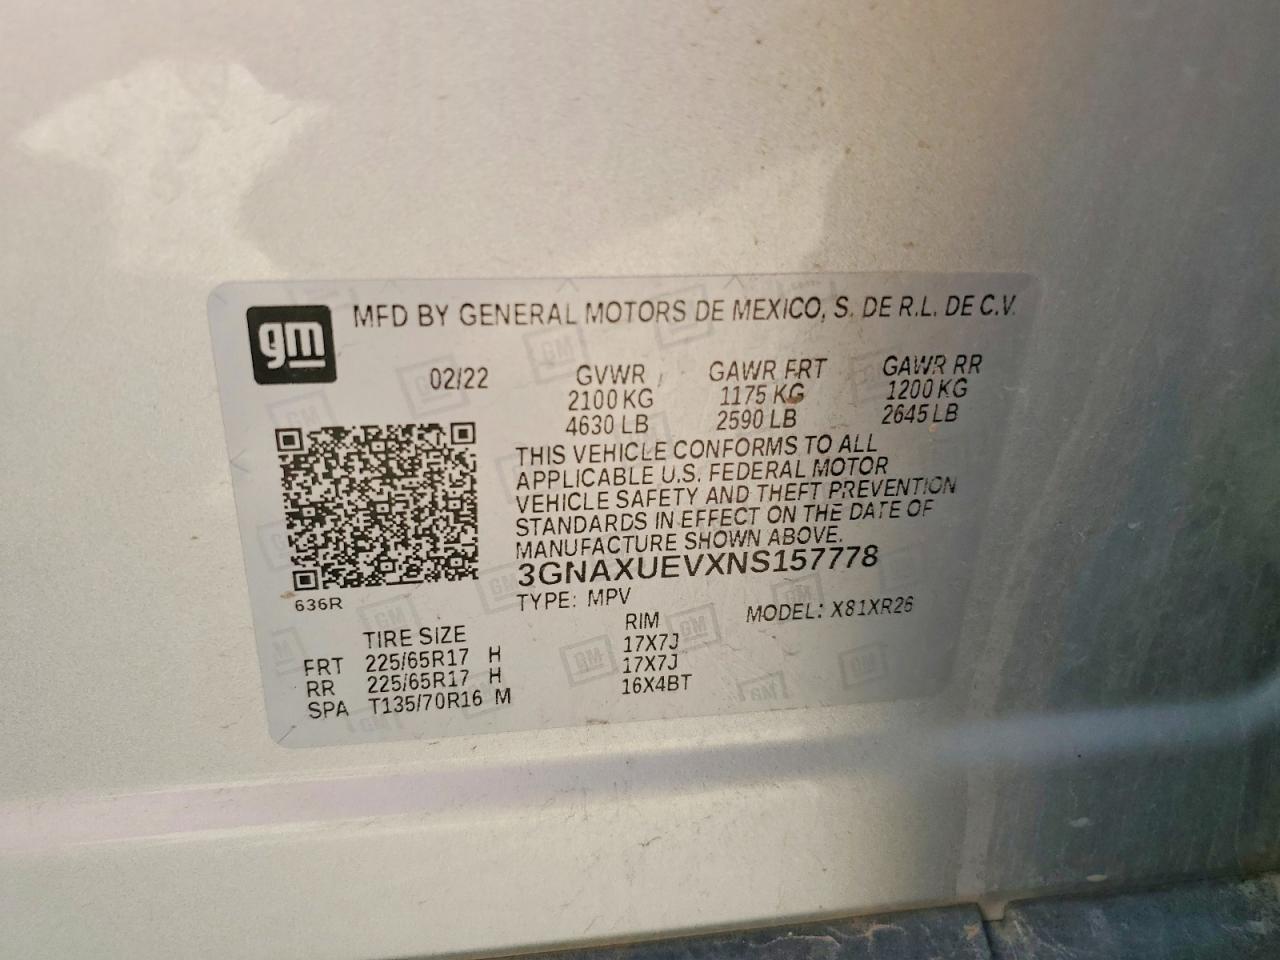 gm
MFD BY GENERAL MOTORS DE MEXICO, S. DE R.L. DE C.V.
02/22 GVWR GAWR FRT GAWR RR
2100 KG 1175 KG 1200 KG
4630 LB 2590 LB 2645 LB
THIS VEHICLE CONFORMS TO ALL
APPLICABLE U.S. FEDERAL MOTOR
VEHICLE SAFETY AND THEFT PREVENTION
STANDARDS IN EFFECT ON THE DATE OF
MANUFACTURE SHOWN ABOVE.
3GNAXUEVXNS157778
636R
TYPE: MPV MODEL: X81XR26
TIRE SIZE RIM
FRT 225/65R17 H 17X7J
RR 225/65R17 H 17X7J
SPA T135/70R16 M 16X4BT